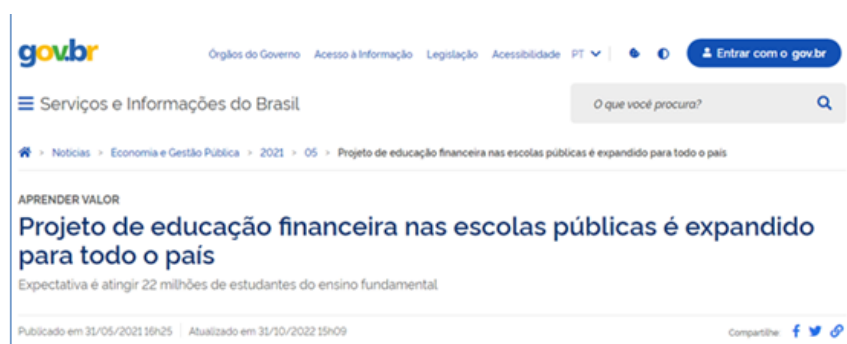 gov.br
Órgãos do Governo Acesso à Informação Legislação Acessibilidade PT Entrar com o gov.br
Serviços e Informações do Brasil O que você procura?
> Notícias > Economia e Gestão Pública > 2021 > 05 > Projeto de educação financeira nas escolas públicas é expandido para todo o país
APRENDER VALOR
Projeto de educação financeira nas escolas públicas é expandido
para todo o país
Expectativa é atingir 22 milhões de estudantes do ensino fundamental
Publicado em 31/05/2021 16h25 Atualizado em 31/10/2022 15h09 Compartilhe: